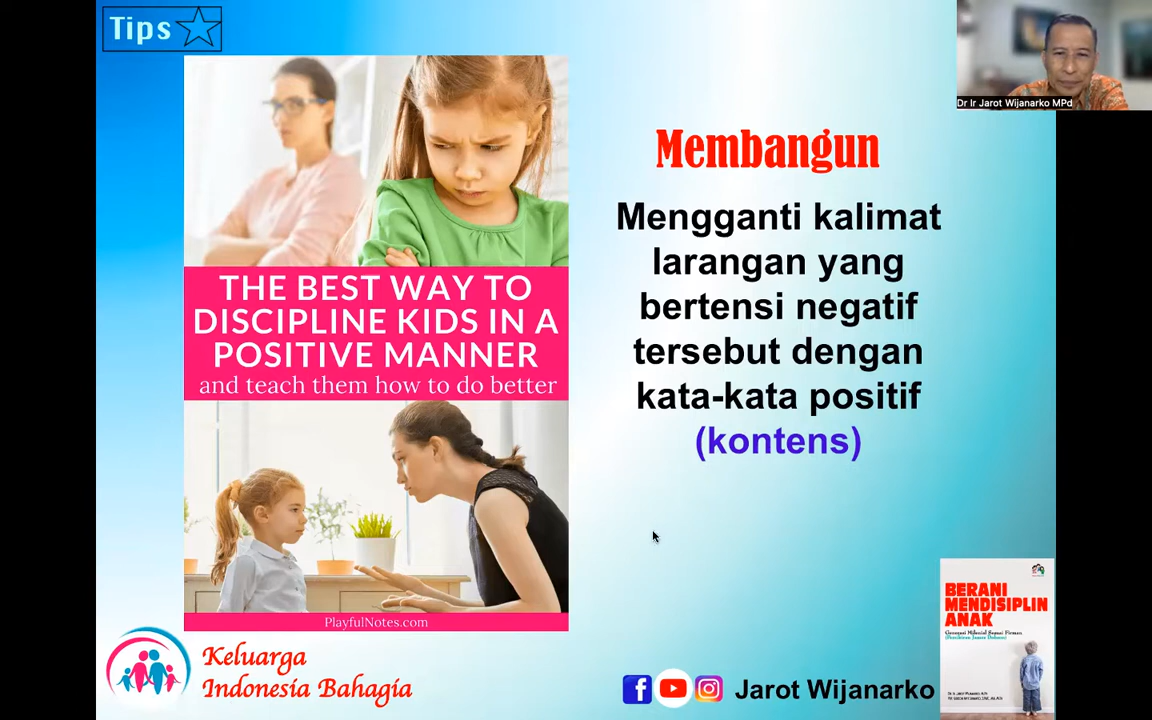 Tips
Dr Ir Jarot Wijanarko MPd
THE BEST WAY TO
DISCIPLINE KIDS IN A
POSITIVE MANNER
and teach them how to do better
PlayfulNotes.com
Membangun
Mengganti kalimat
larangan yang
bertensi negatif
tersebut dengan
kata-kata positif
(kontens)
Keluarga
Indonesia Bahagia
Jarot Wijanarko
BERANI
MENDISIPLIN
ANAK